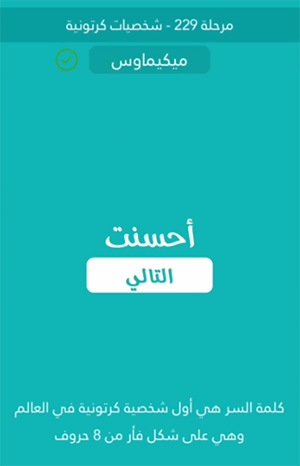 مرحلة 229 - شخصيات كرتونية
ميكيماوس
أحسنت
التالي
كلمة السر هي أول شخصية كرتونية في العالم
وهي على شكل فأر من 8 حروف